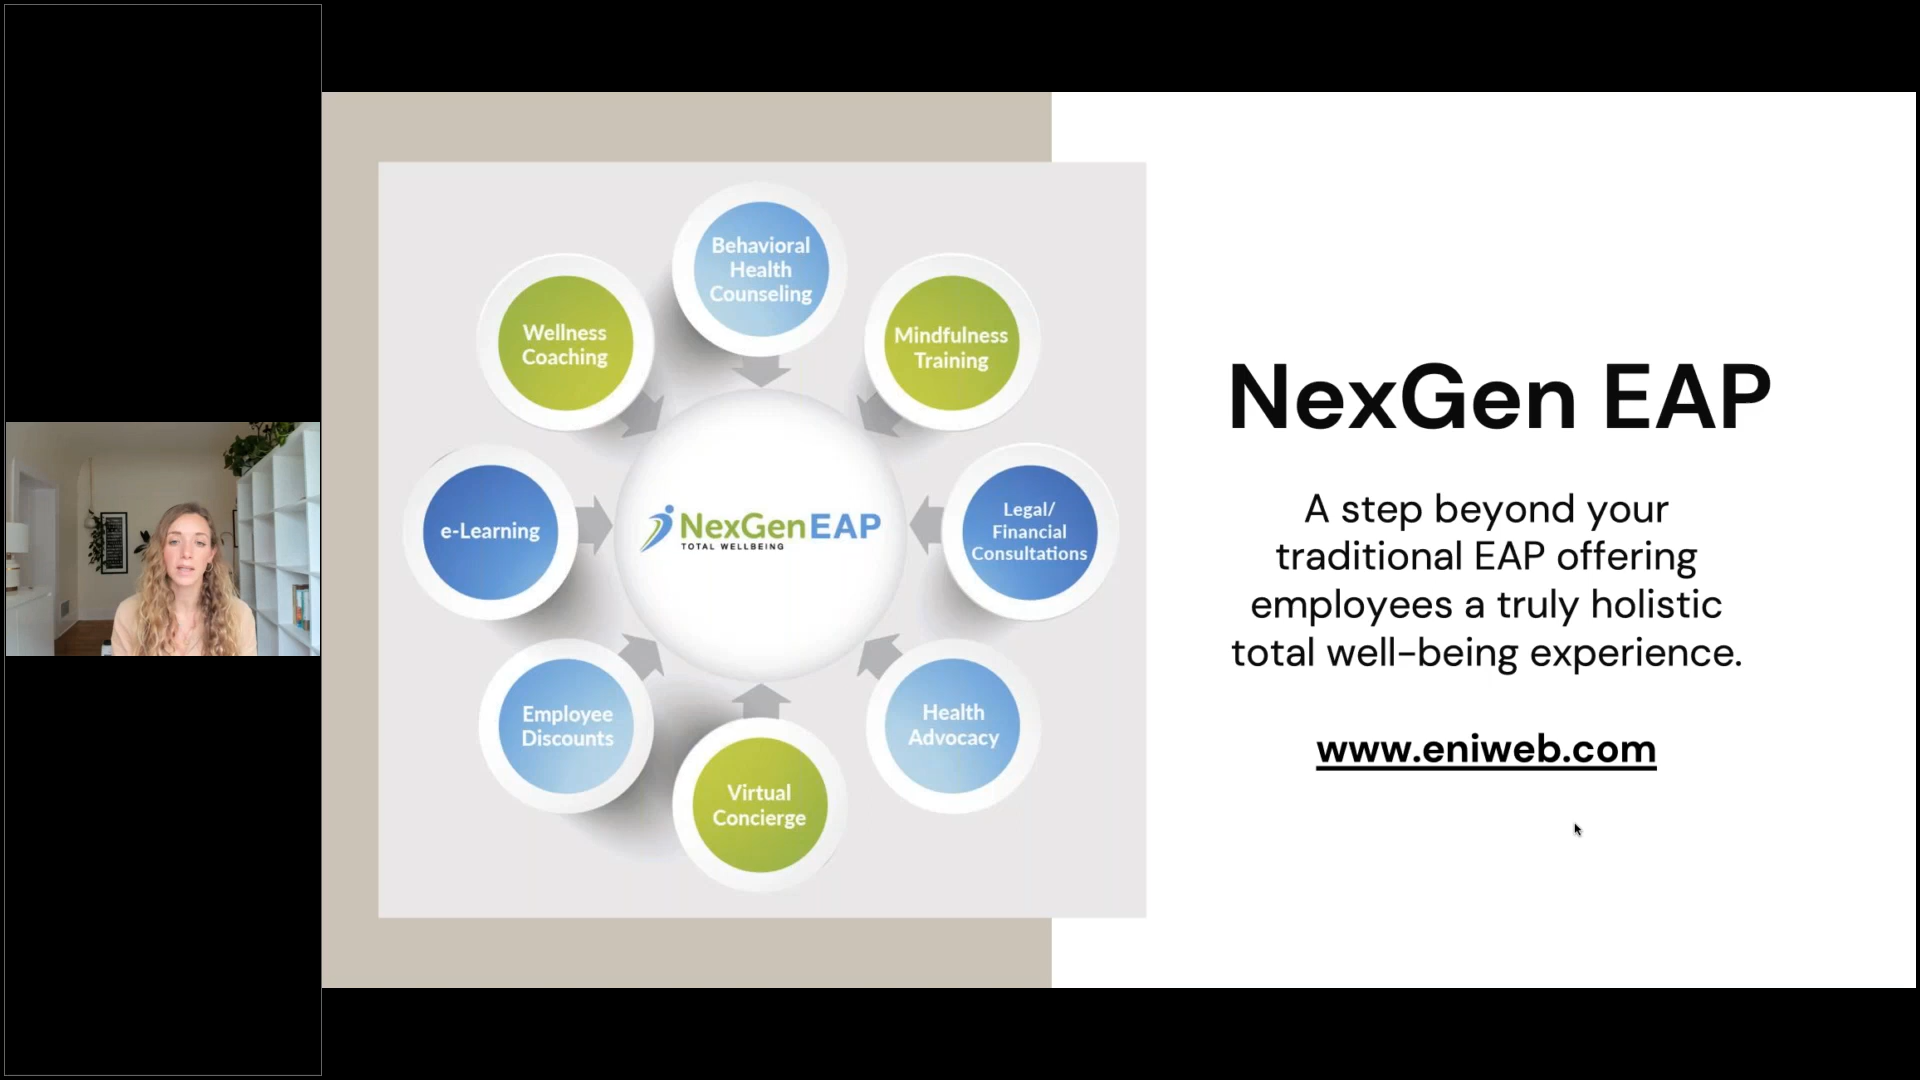 Behavioral
Health
Counseling
Mindfulness
Training
Legal/
Financial
Consultations
Health
Advocacy
Virtual
Concierge
Employee
Discounts
e-Learning
Wellness
Coaching
NexGenEAP
TOTAL WELLBEING
NexGen EAP
A step beyond your
traditional EAP offering
employees a truly holistic
total well-being experience.
www.eniweb.com